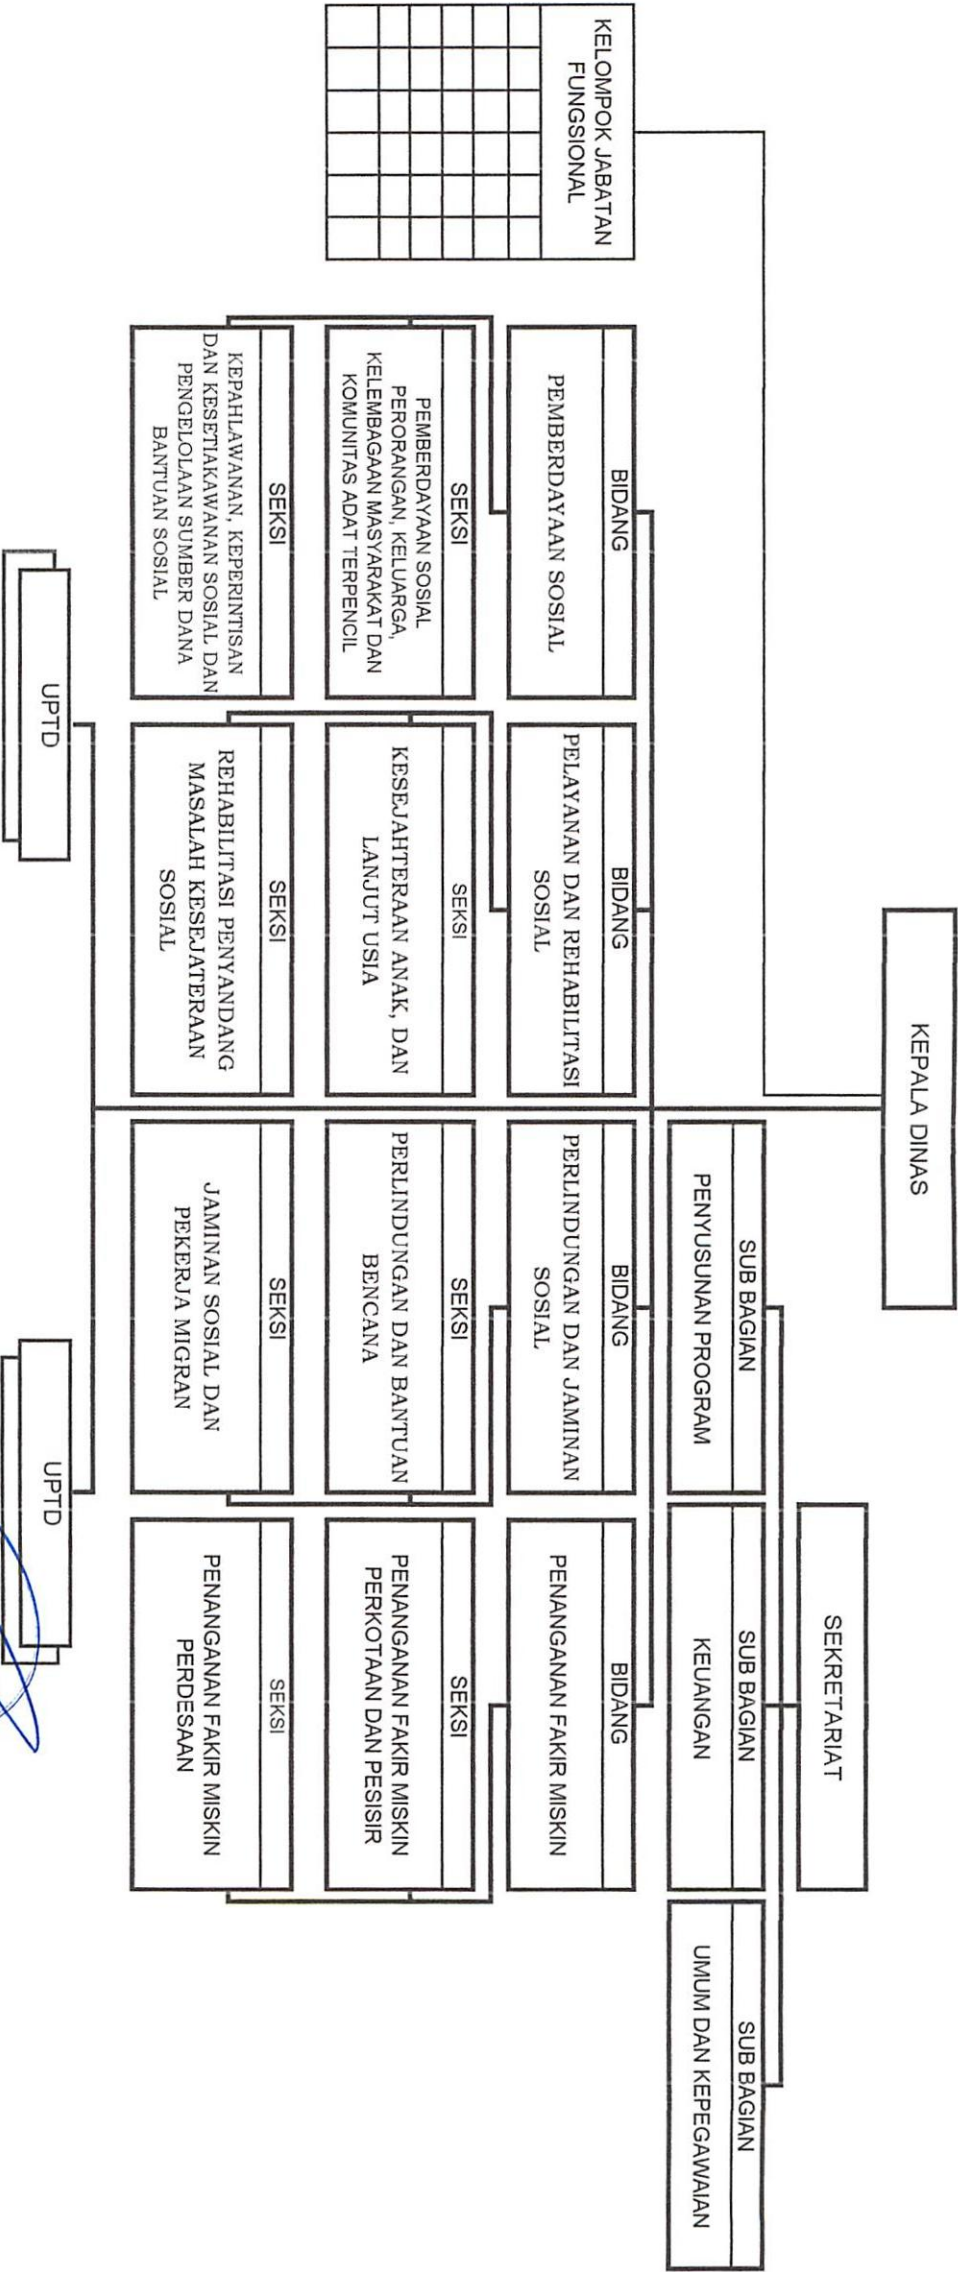 KEPALA DINAS
SEKRETARIAT
KELOMPOK JABATAN
FUNGSIONAL
SUB BAGIAN
PENYUSUNAN PROGRAM
SUB BAGIAN
KEUANGAN
SUB BAGIAN
UMUM DAN KEPEGAWAIAN
BIDANG
PEMBERDAYAAN SOSIAL
BIDANG
PELAYANAN DAN REHABILITASI
SOSIAL
BIDANG
PERLINDUNGAN DAN JAMINAN
SOSIAL
BIDANG
PENANGANAN FAKIR MISKIN
SEKSI
PEMBERDAYAAN SOSIAL
PERORANGAN, KELUARGA,
KELEMBAGAAN MASYARAKAT DAN
KOMUNITAS ADAT TERPENCIL
SEKSI
KESEJAHTERAAN ANAK, DAN
LANJUT USIA
SEKSI
PERLINDUNGAN DAN BANTUAN
BENCANA
SEKSI
PENANGANAN FAKIR MISKIN
PERKOTAAN DAN PESISIR
SEKSI
KEPAHLAWANAN, KEPERINTISAN
DAN KESETIAKAWANAN SOSIAL DAN
PENGELOLAAN SUMBER DANA
BANTUAN SOSIAL
SEKSI
REHABILITASI PENYANDANG
MASALAH KESEJATERAAN
SOSIAL
SEKSI
JAMINAN SOSIAL DAN
PEKERJA MIGRAN
SEKSI
PENANGANAN FAKIR MISKIN
PERDESAAN
UPTD
UPTD